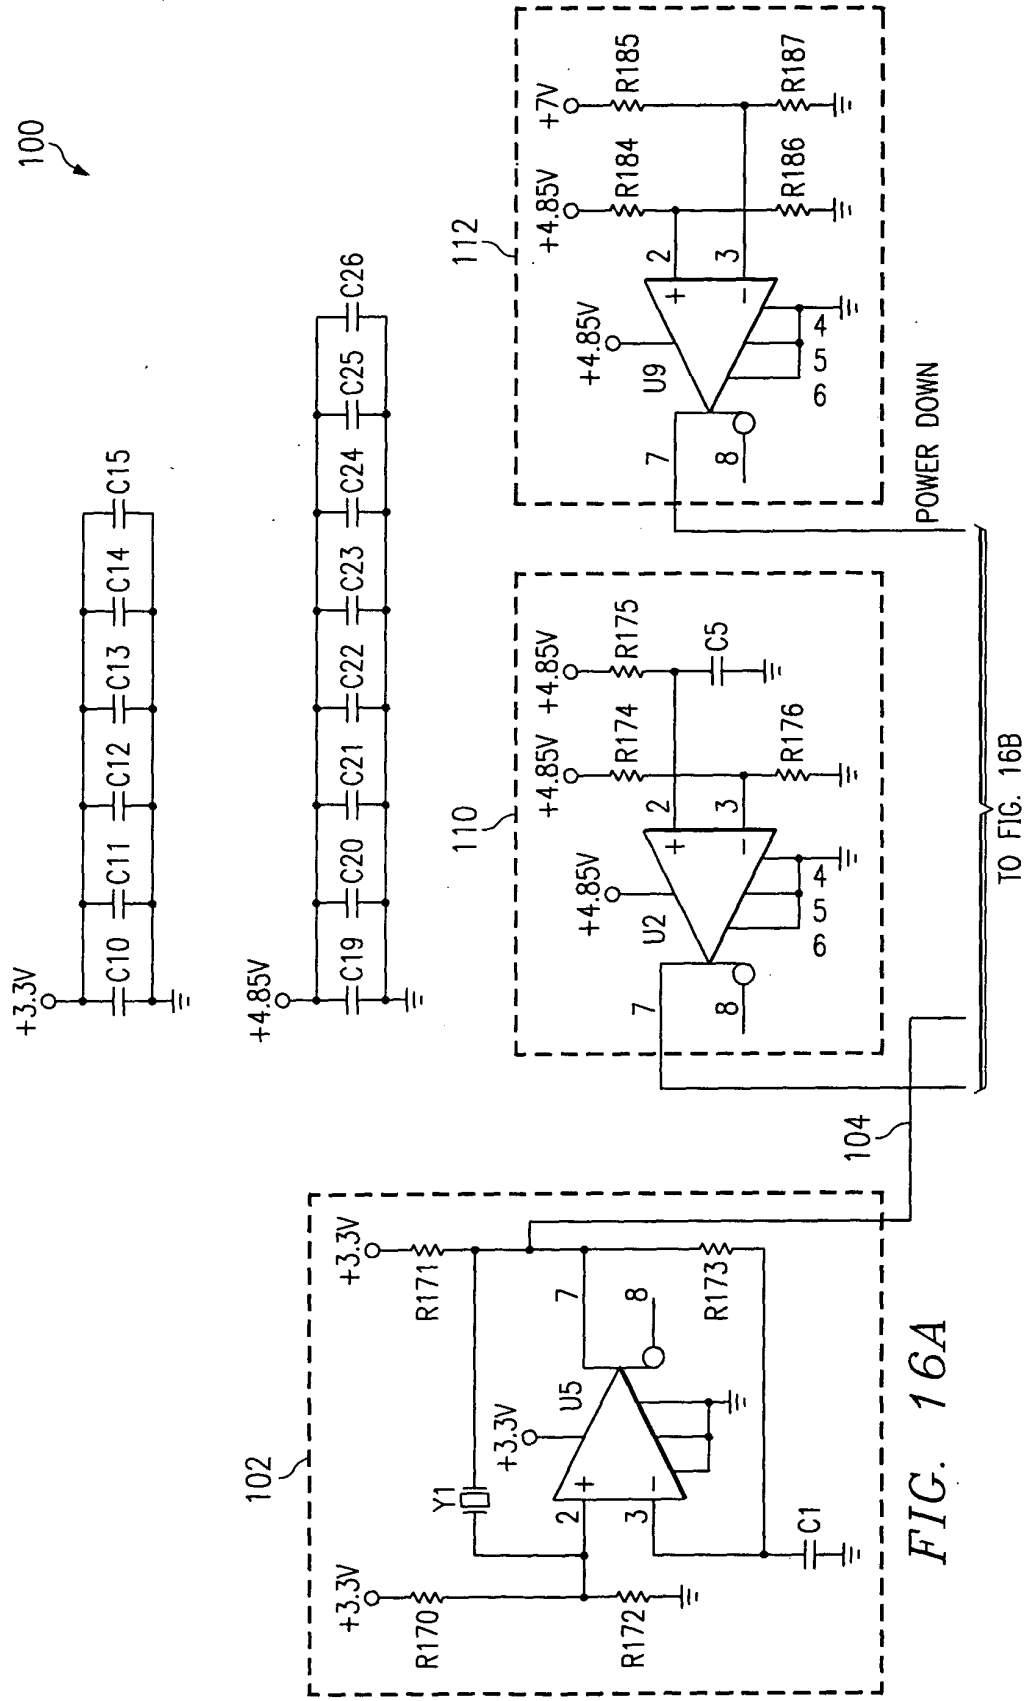 100
+3.3V
C10 C11 C12 C13 C14 C15
+4.85V
C19 C20 C21 C22 C23 C24 C25 C26
102
+3.3V
R170
R172
Y1
+3.3V
U5
2
+
3
−
7
8
+3.3V
R171
R173
C1
104
110
+4.85V
U2
7
8
2
+
3
−
4
5
6
+4.85V
R174
R176
+4.85V
R175
C5
112
+4.85V
U9
7
8
2
+
3
−
4
5
6
+4.85V
R184
R186
+7V
R185
R187
POWER DOWN
TO FIG. 16B
FIG. 16A